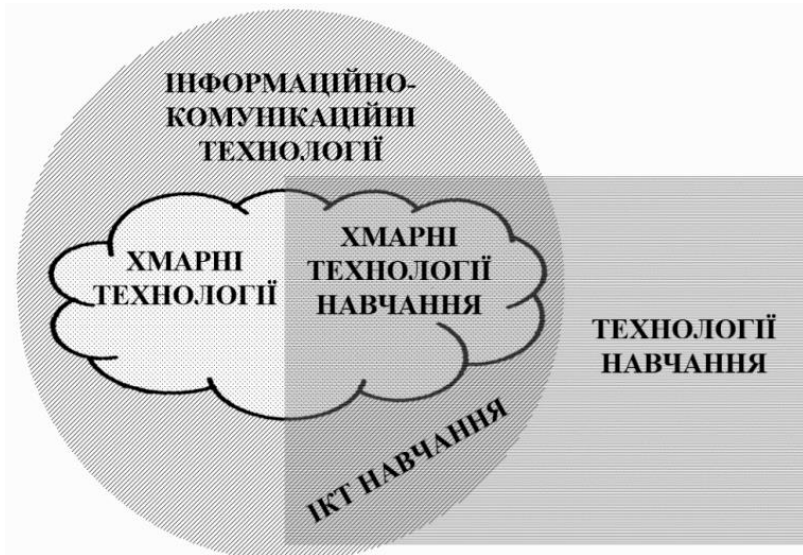 ІНФОРМАЦІЙНО-
КОМУНІКАЦІЙНІ
ТЕХНОЛОГІЇ
ХМАРНІ
ТЕХНОЛОГІЇ
ХМАРНІ
ТЕХНОЛОГІЇ
НАВЧАННЯ
ТЕХНОЛОГІЇ
НАВЧАННЯ
ІКТ НАВЧАННЯ